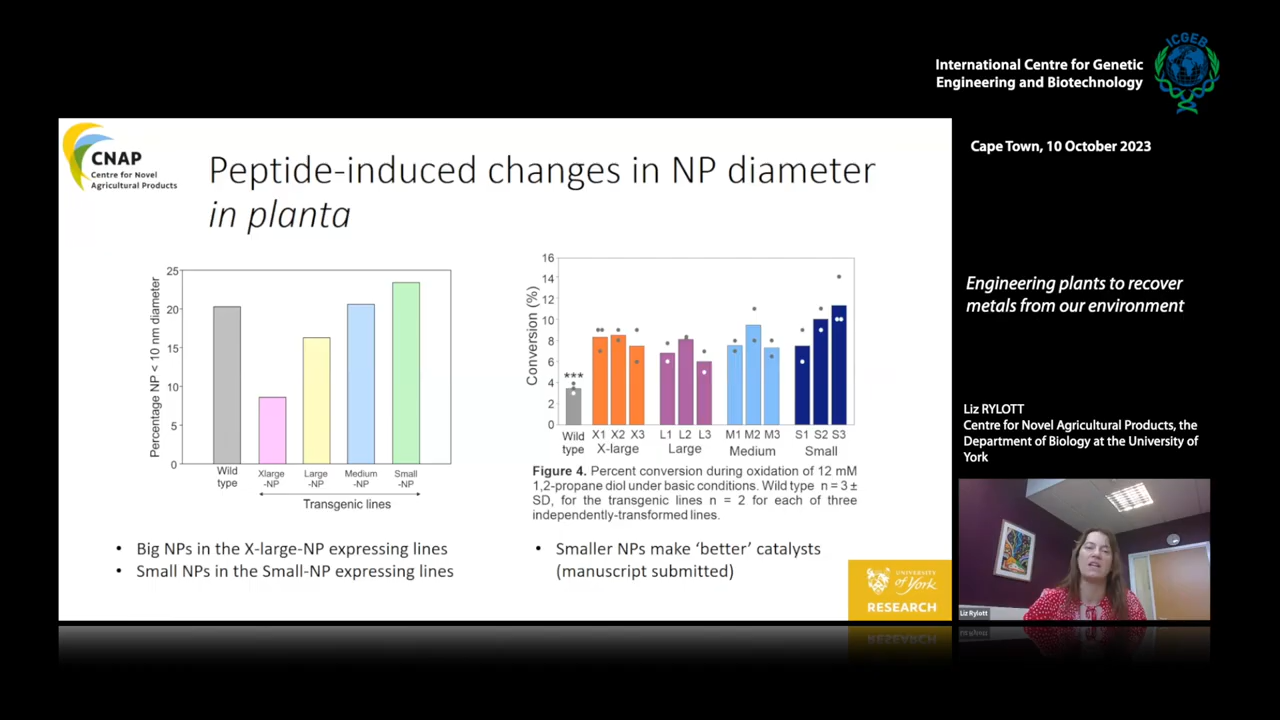 ICGEB
International Centre for Genetic
Engineering and Biotechnology
Cape Town, 10 October 2023
CNAP
Centre for Novel
Agricultural Products
Peptide-induced changes in NP diameter
in planta
Percentage NP < 10 nm diameter
25
20
15
10
5
0
Wild
type
Xlarge
-NP
Large
-NP
Medium
-NP
Small
-NP
Transgenic lines
Conversion (%)
16
14
12
10
8
6
4
2
0
***
Wild
type
X1 X2 X3
X-large
L1 L2 L3
Large
M1 M2 M3
Medium
S1 S2 S3
Small
Figure 4. Percent conversion during oxidation of 12 mM
1,2-propane diol under basic conditions. Wild type n = 3 ±
SD, for the transgenic lines n = 2 for each of three
independently-transformed lines.
• Big NPs in the X-large-NP expressing lines
• Small NPs in the Small-NP expressing lines
• Smaller NPs make ‘better’ catalysts
(manuscript submitted)
UNIVERSITY
of York
RESEARCH
Engineering plants to recover
metals from our environment
Liz RYLOTT
Centre for Novel Agricultural Products, the
Department of Biology at the University of
York
Liz Rylott